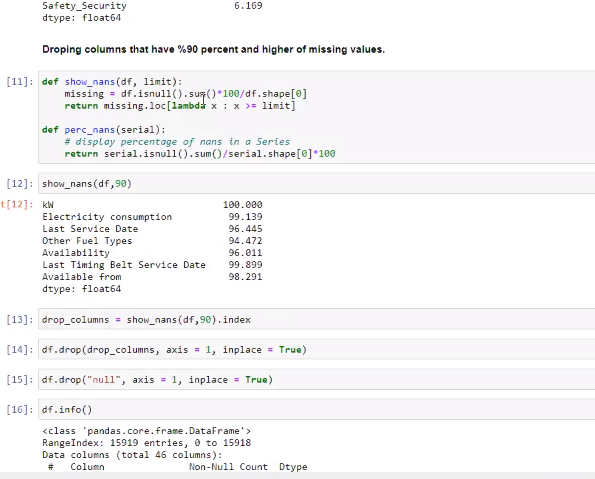 Safety_Security 6.169
dtype: float64
Droping columns that have %90 percent and higher of missing values.
[11]: def show_nans(df, limit):
missing = df.isnull().sum()*100/df.shape[0]
return missing.loc[lambda x : x >= limit]
def perc_nans(serial):
# display percentage of nans in a Series
return serial.isnull().sum()/serial.shape[0]*100
[12]: show_nans(df,90)
t[12]: kW 100.000
Electricity consumption 99.139
Last Service Date 96.445
Other Fuel Types 94.472
Availability 96.011
Last Timing Belt Service Date 99.899
Available from 98.291
dtype: float64
[13]: drop_columns = show_nans(df,90).index
[14]: df.drop(drop_columns, axis = 1, inplace = True)
[15]: df.drop("null", axis = 1, inplace = True)
[16]: df.info()
<class 'pandas.core.frame.DataFrame'>
RangeIndex: 15919 entries, 0 to 15918
Data columns (total 46 columns):
# Column Non-Null Count Dtype